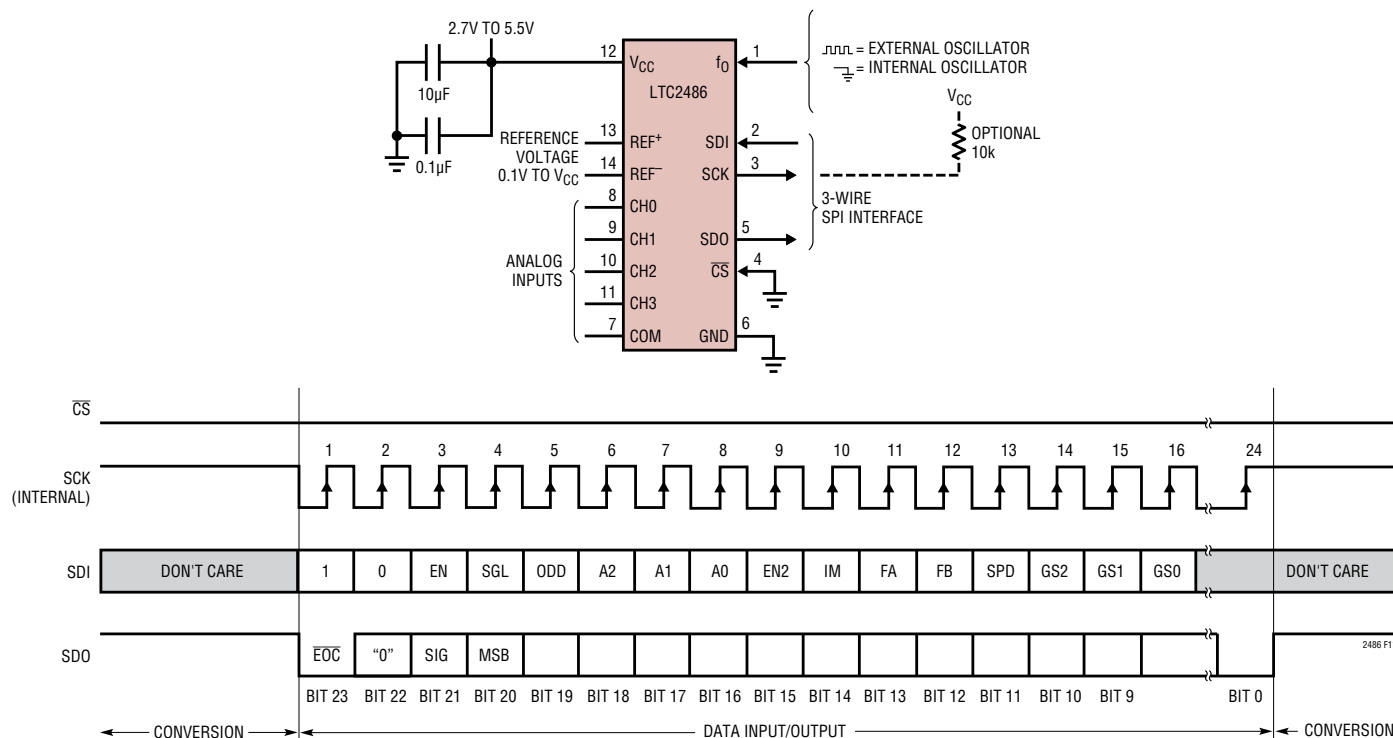 2.7V TO 5.5V
10µF
0.1µF
REFERENCE
VOLTAGE
0.1V TO VCC
ANALOG
INPUTS
12
13
14
8
9
10
11
7
VCC
LTC2486
REF+
REF–
CH0
CH1
CH2
CH3
COM
fO
SDI
SCK
SDO
CS
GND
1
2
3
5
4
6
= EXTERNAL OSCILLATOR
= INTERNAL OSCILLATOR
VCC
OPTIONAL
10k
3-WIRE
SPI INTERFACE
CS
SCK
(INTERNAL)
1 2 3 4 5 6 7 8 9 10 11 12 13 14 15 16 24
SDI
DON'T CARE 1 0 EN SGL ODD A2 A1 A0 EN2 IM FA FB SPD GS2 GS1 GS0 DON'T CARE
SDO
EOC "0" SIG MSB
2486 F1
BIT 23 BIT 22 BIT 21 BIT 20 BIT 19 BIT 18 BIT 17 BIT 16 BIT 15 BIT 14 BIT 13 BIT 12 BIT 11 BIT 10 BIT 9 BIT 0
CONVERSION DATA INPUT/OUTPUT CONVERSION